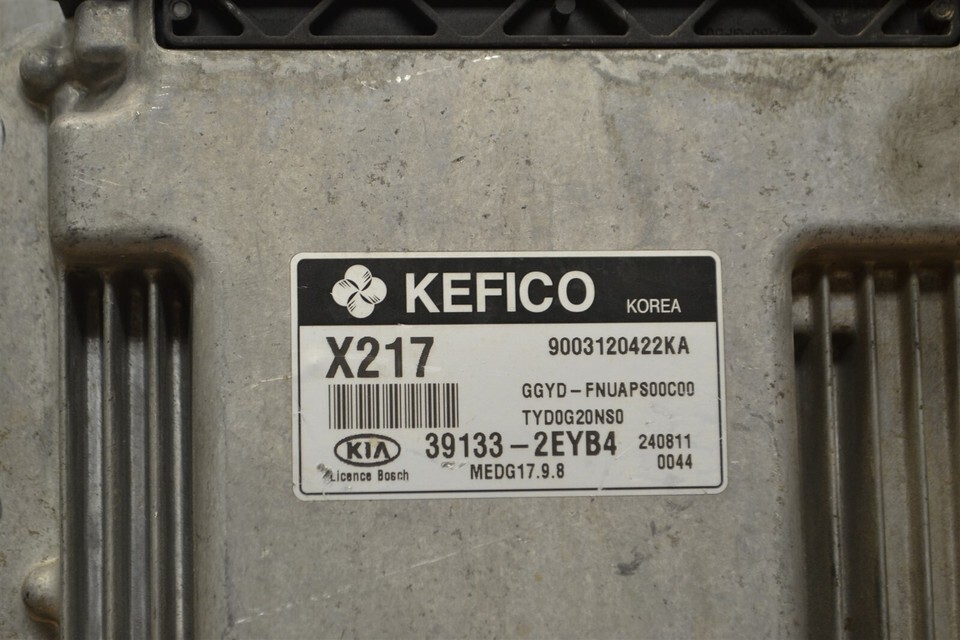 KEFICO KOREA
X217 9003120422KA
GGYD-FNUAPS00C00
TYD0G20NS0
KIA 39133-2EYB4 240811
Licence Bosch MEDG17.9.8 0044